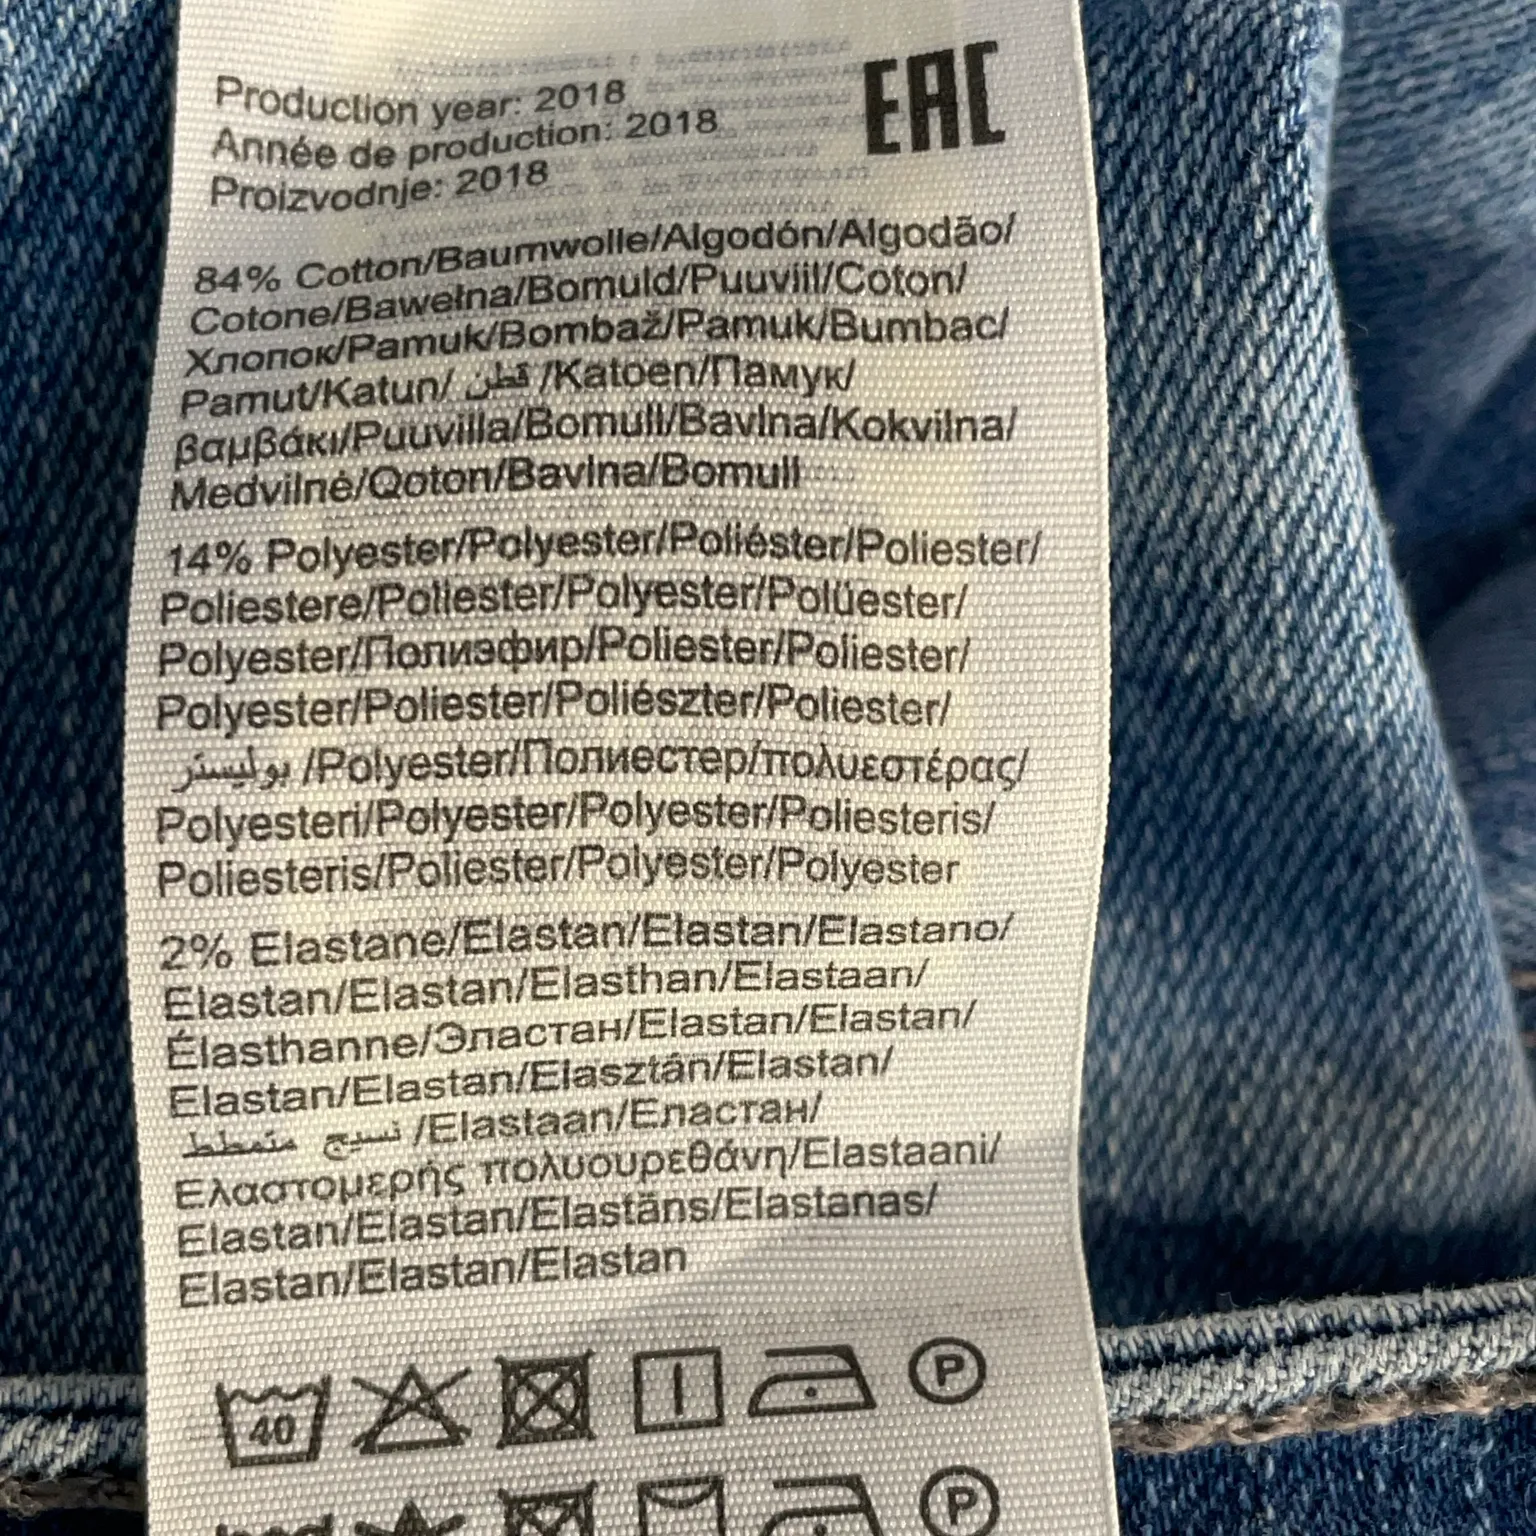 Production year: 2018
Année de production: 2018
Proizvodnje: 2018
EAC
84% Cotton/Baumwolle/Algodón/Algodão/
Cotone/Bawełna/Bomuld/Puuviil/Coton/
Хлопок/Pamuk/Bombaž/Pamuk/Bumbac/
Pamut/Katun/ قطن /Katoen/Памук/
βαμβάκι/Puuvilla/Bomull/Bavlna/Kokvilna/
Medvilnė/Qoton/Bavlna/Bomull
14% Polyester/Polyester/Poliéster/Poliester/
Poliestere/Poliester/Polyester/Polüester/
Polyester/Полиэфир/Poliester/Poliester/
Polyester/Poliester/Poliészter/Poliester/
بوليستر /Polyester/Полиестер/πολυεστέρας/
Polyesteri/Polyester/Polyester/Poliesteris/
Poliesteris/Poliester/Polyester/Polyester
2% Elastane/Elastan/Elastan/Elastano/
Elastan/Elastan/Elasthan/Elastaan/
Élasthanne/Эластан/Elastan/Elastan/
Elastan/Elastan/Elasztán/Elastan/
نسيج متمطط /Elastaan/Еластан/
Ελαστομερής πολυουρεθάνη/Elastaani/
Elastan/Elastan/Elastāns/Elastanas/
Elastan/Elastan/Elastan
40 P
P